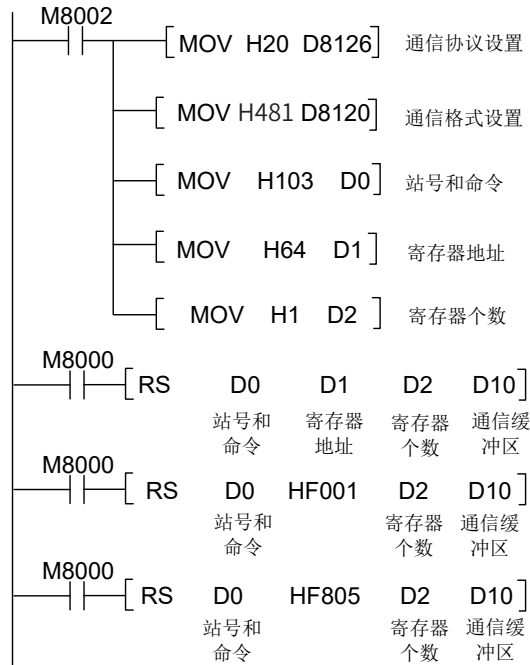 M8002
MOV H20 D8126 通信协议设置
MOV H481 D8120 通信格式设置
MOV H103 D0 站号和命令
MOV H64 D1 寄存器地址
MOV H1 D2 寄存器个数
M8000
RS D0 D1 D2 D10
站号和 寄存器 寄存器 通信缓
命令 地址 个数 冲区
M8000
RS D0 HF001 D2 D10
站号和 寄存器 通信缓
命令 个数 冲区
M8000
RS D0 HF805 D2 D10
站号和 寄存器 通信缓
命令 个数 冲区